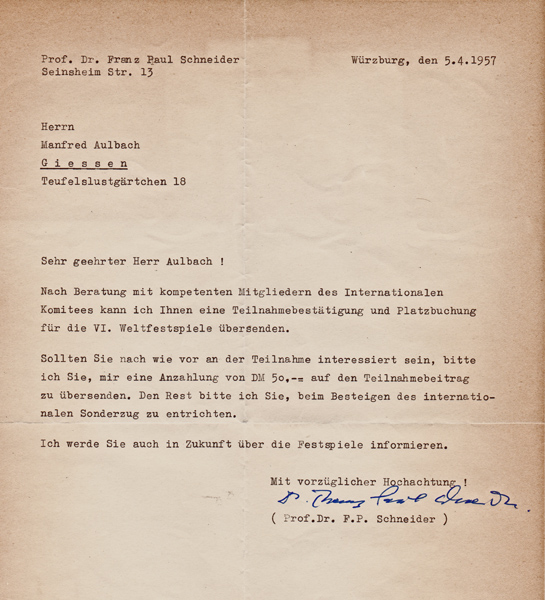 Prof. Dr. Franz Paul Schneider
Seinsheim Str. 13
Würzburg, den 5.4.1957
Herrn
Manfred Aulbach
G i e s s e n
Teufelslustgärtchen 18
Sehr geehrter Herr Aulbach !
Nach Beratung mit kompetenten Mitgliedern des Internationalen
Komitees kann ich Ihnen eine Teilnahmebestätigung und Platzbuchung
für die VI. Weltfestspiele übersenden.
Sollten Sie nach wie vor an der Teilnahme interessiert sein, bitte
ich Sie, mir eine Anzahlung von DM 50,-= auf den Teilnahmebeitrag
zu übersenden. Den Rest bitte ich Sie, beim Besteigen des internatio-
nalen Sonderzug zu entrichten.
Ich werde Sie auch in Zukunft über die Festspiele informieren.
Mit vorzüglicher Hochachtung !
Dr. Franz Paul Schneider
( Prof.Dr. F.P. Schneider )